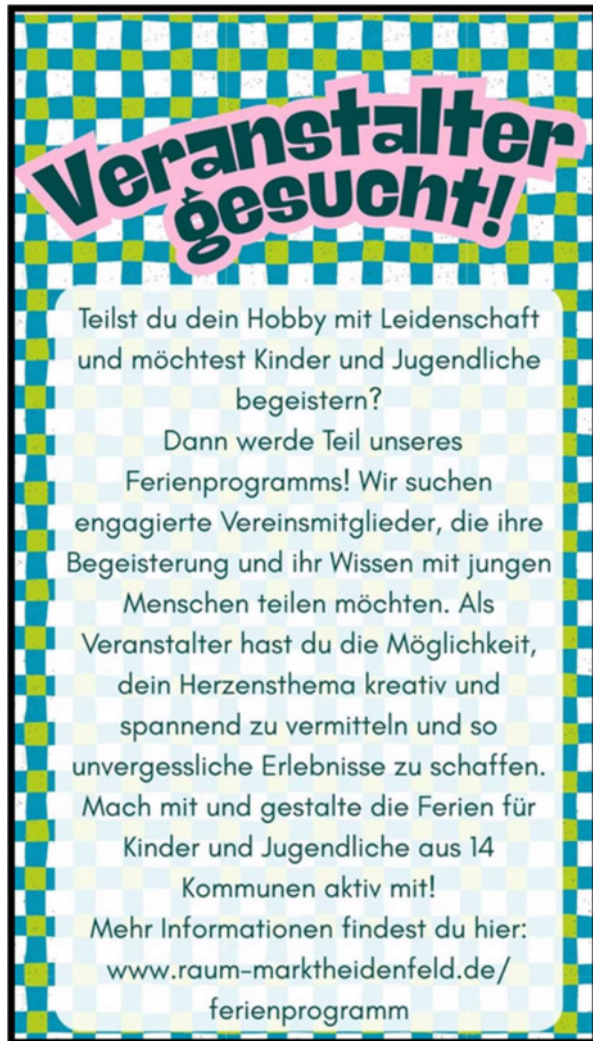 Veranstalter
gesucht!
Teilst du dein Hobby mit Leidenschaft
und möchtest Kinder und Jugendliche
begeistern?
Dann werde Teil unseres
Ferienprogramms! Wir suchen
engagierte Vereinsmitglieder, die ihre
Begeisterung und ihr Wissen mit jungen
Menschen teilen möchten. Als
Veranstalter hast du die Möglichkeit,
dein Herzensthema kreativ und
spannend zu vermitteln und so
unvergessliche Erlebnisse zu schaffen.
Mach mit und gestalte die Ferien für
Kinder und Jugendliche aus 14
Kommunen aktiv mit!
Mehr Informationen findest du hier:
www.raum-marktheidenfeld.de/
ferienprogramm